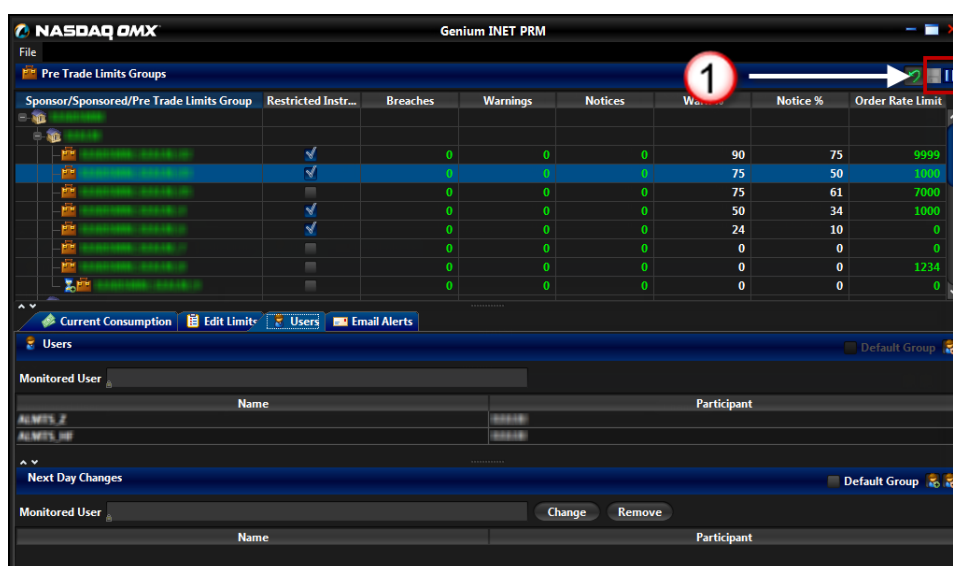 NASDAQ OMX
Genium INET PRM
File
Pre Trade Limits Groups
1
Sponsor/Sponsored/Pre Trade Limits Group Restricted Instr... Breaches Warnings Notices Notice % Order Rate Limit
0 0 0 90 75 9999
0 0 0 75 50 1000
0 0 0 75 61 7000
0 0 0 50 34 1000
0 0 0 24 10 0
0 0 0 0 0 0
0 0 0 0 0 1234
0 0 0 0 0 0
Current Consumption Edit Limits Users Email Alerts
Users Default Group
Monitored User
Name Participant
ALMTS_Z
ALMTS_HF
Next Day Changes Default Group
Monitored User Change Remove
Name Participant